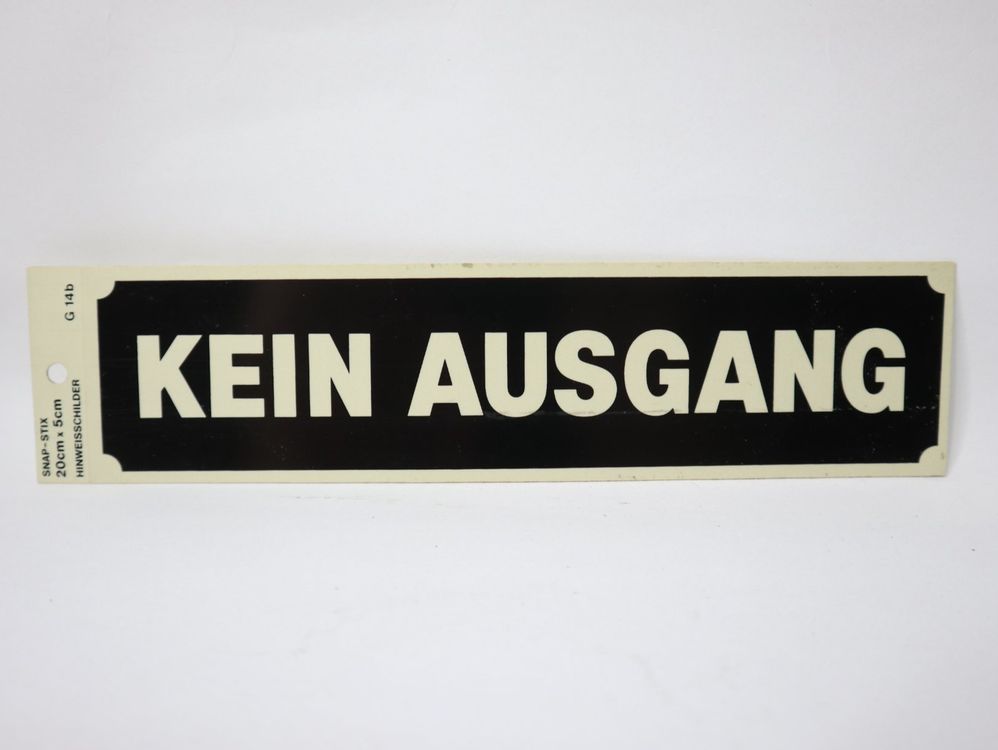 KEIN AUSGANG
G 14b
SNAP-STIX
20cm x 5cm
HINWEISSCHILDER